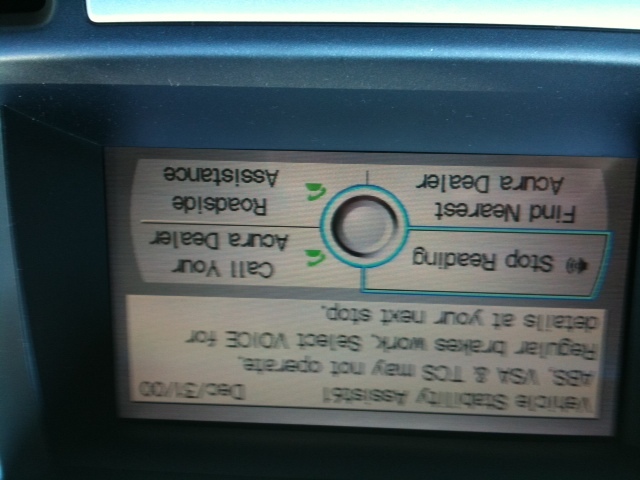 Vehicle Stability Assist61 Dec/31/00
ABS, VSA & TCS may not operate.
Regular brakes work. Select VOICE for
details at your next stop.
Stop Reading
Call Your
Acura Dealer
Find Nearest
Acura Dealer
Roadside
Assistance